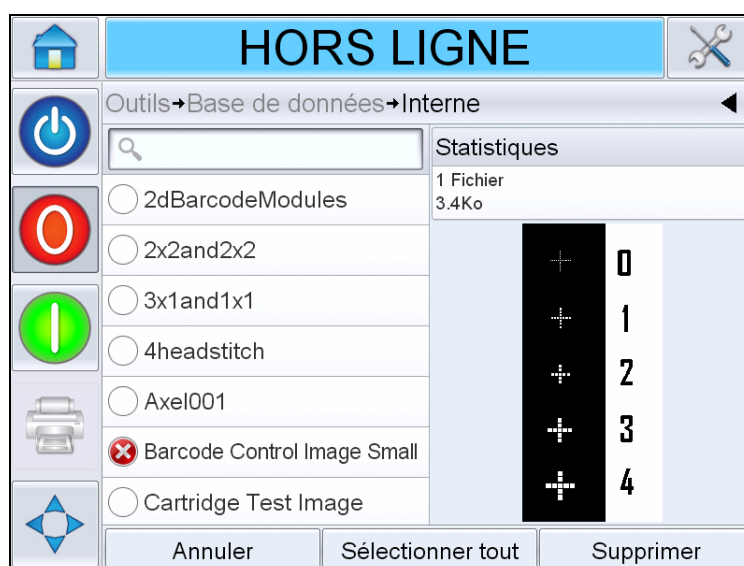 HORS LIGNE
Outils→Base de données→Interne
Statistiques
1 Fichier
3.4Ko
2dBarcodeModules
2x2and2x2
3x1and1x1
4headstitch
Axel001
Barcode Control Image Small
Cartridge Test Image
0
1
2
3
4
Annuler
Sélectionner tout
Supprimer